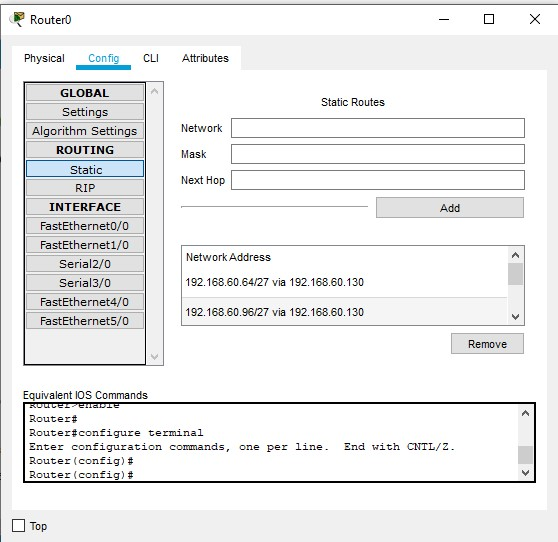 Router0
Physical Config CLI Attributes
GLOBAL
Settings
Algorithm Settings
ROUTING
Static
RIP
INTERFACE
FastEthernet0/0
FastEthernet1/0
Serial2/0
Serial3/0
FastEthernet4/0
FastEthernet5/0
Static Routes
Network
Mask
Next Hop
Add
Network Address
192.168.60.64/27 via 192.168.60.130
192.168.60.96/27 via 192.168.60.130
Remove
Equivalent IOS Commands
Router>enable
Router#
Router#configure terminal
Enter configuration commands, one per line.  End with CNTL/Z.
Router(config)#
Router(config)#
Top